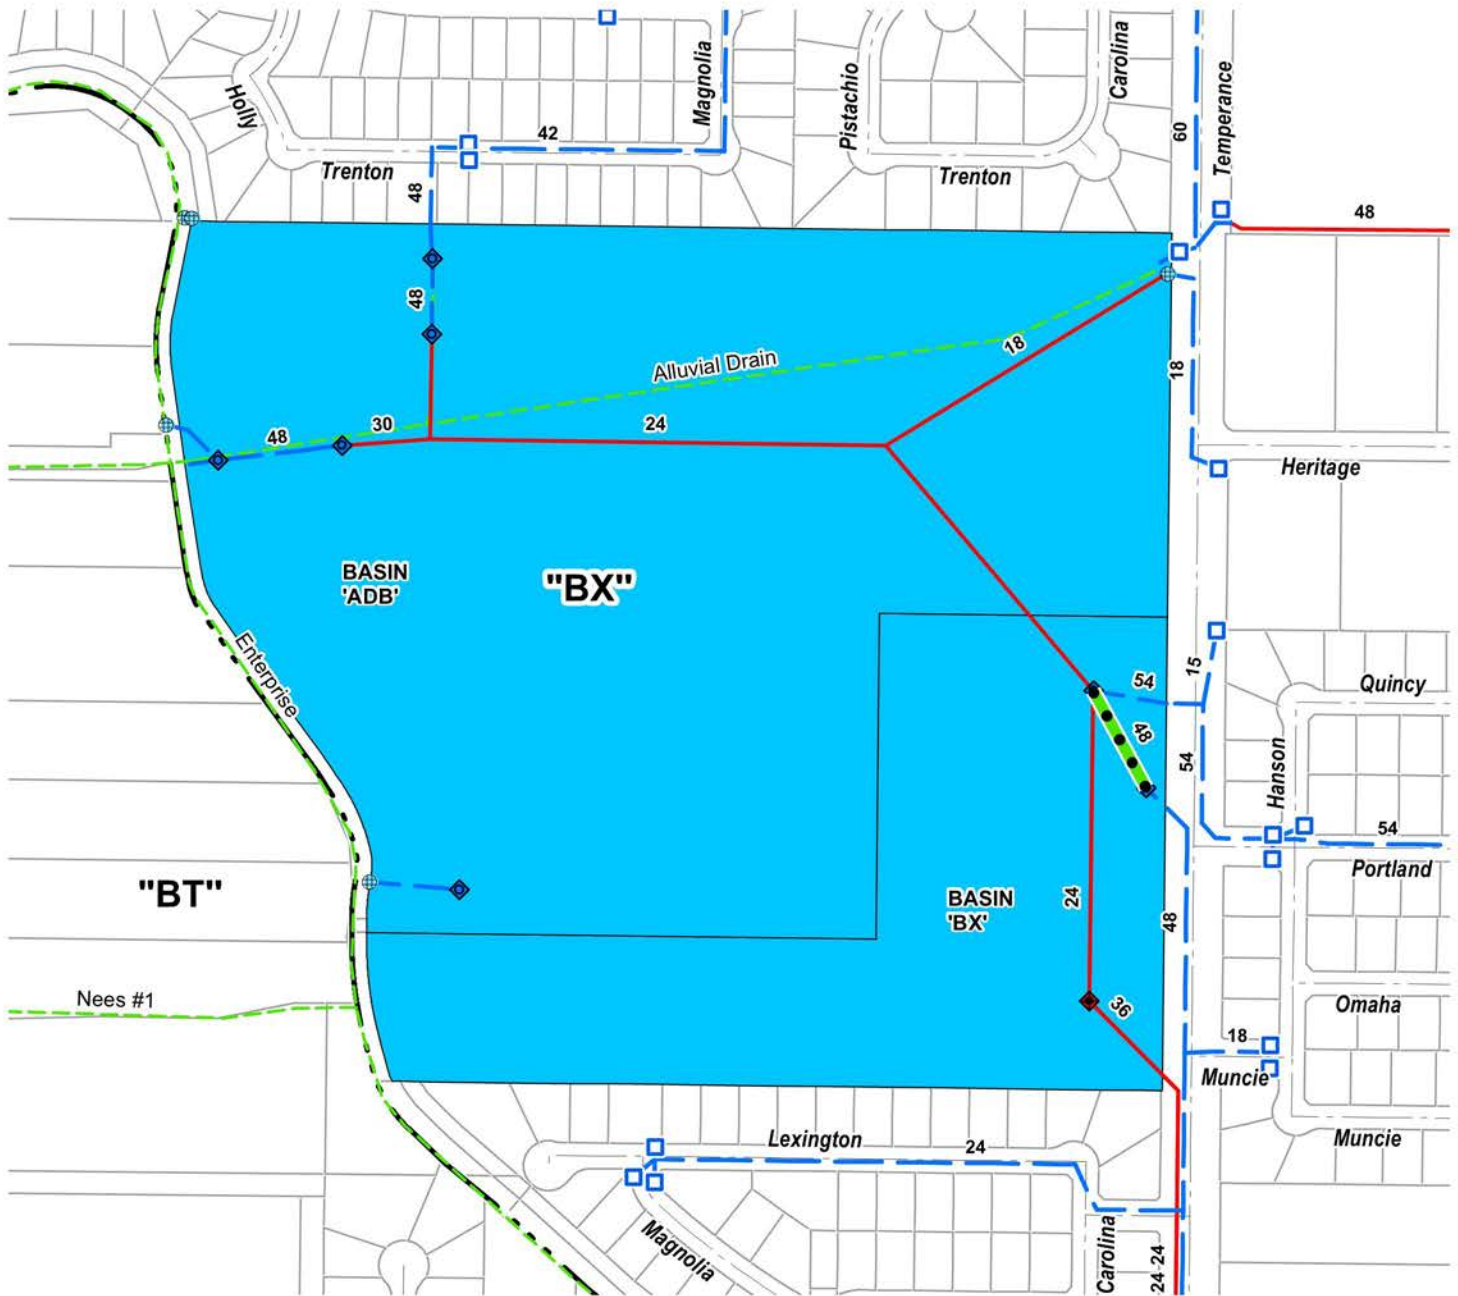 Holly
Magnolia
Pistachio
Carolina
60
Temperance
42
Trenton
Trenton
48
48
48
Alluvial Drain
18
18
48
30
24
Heritage
BASIN
'ADB'
"BX"
Enterprise
15
54
Quincy
48
54
Hanson
54
Portland
"BT"
24
BASIN
'BX'
48
Nees #1
36
Omaha
18
Muncie
Muncie
Lexington
24
Magnolia
Carolina
24 24